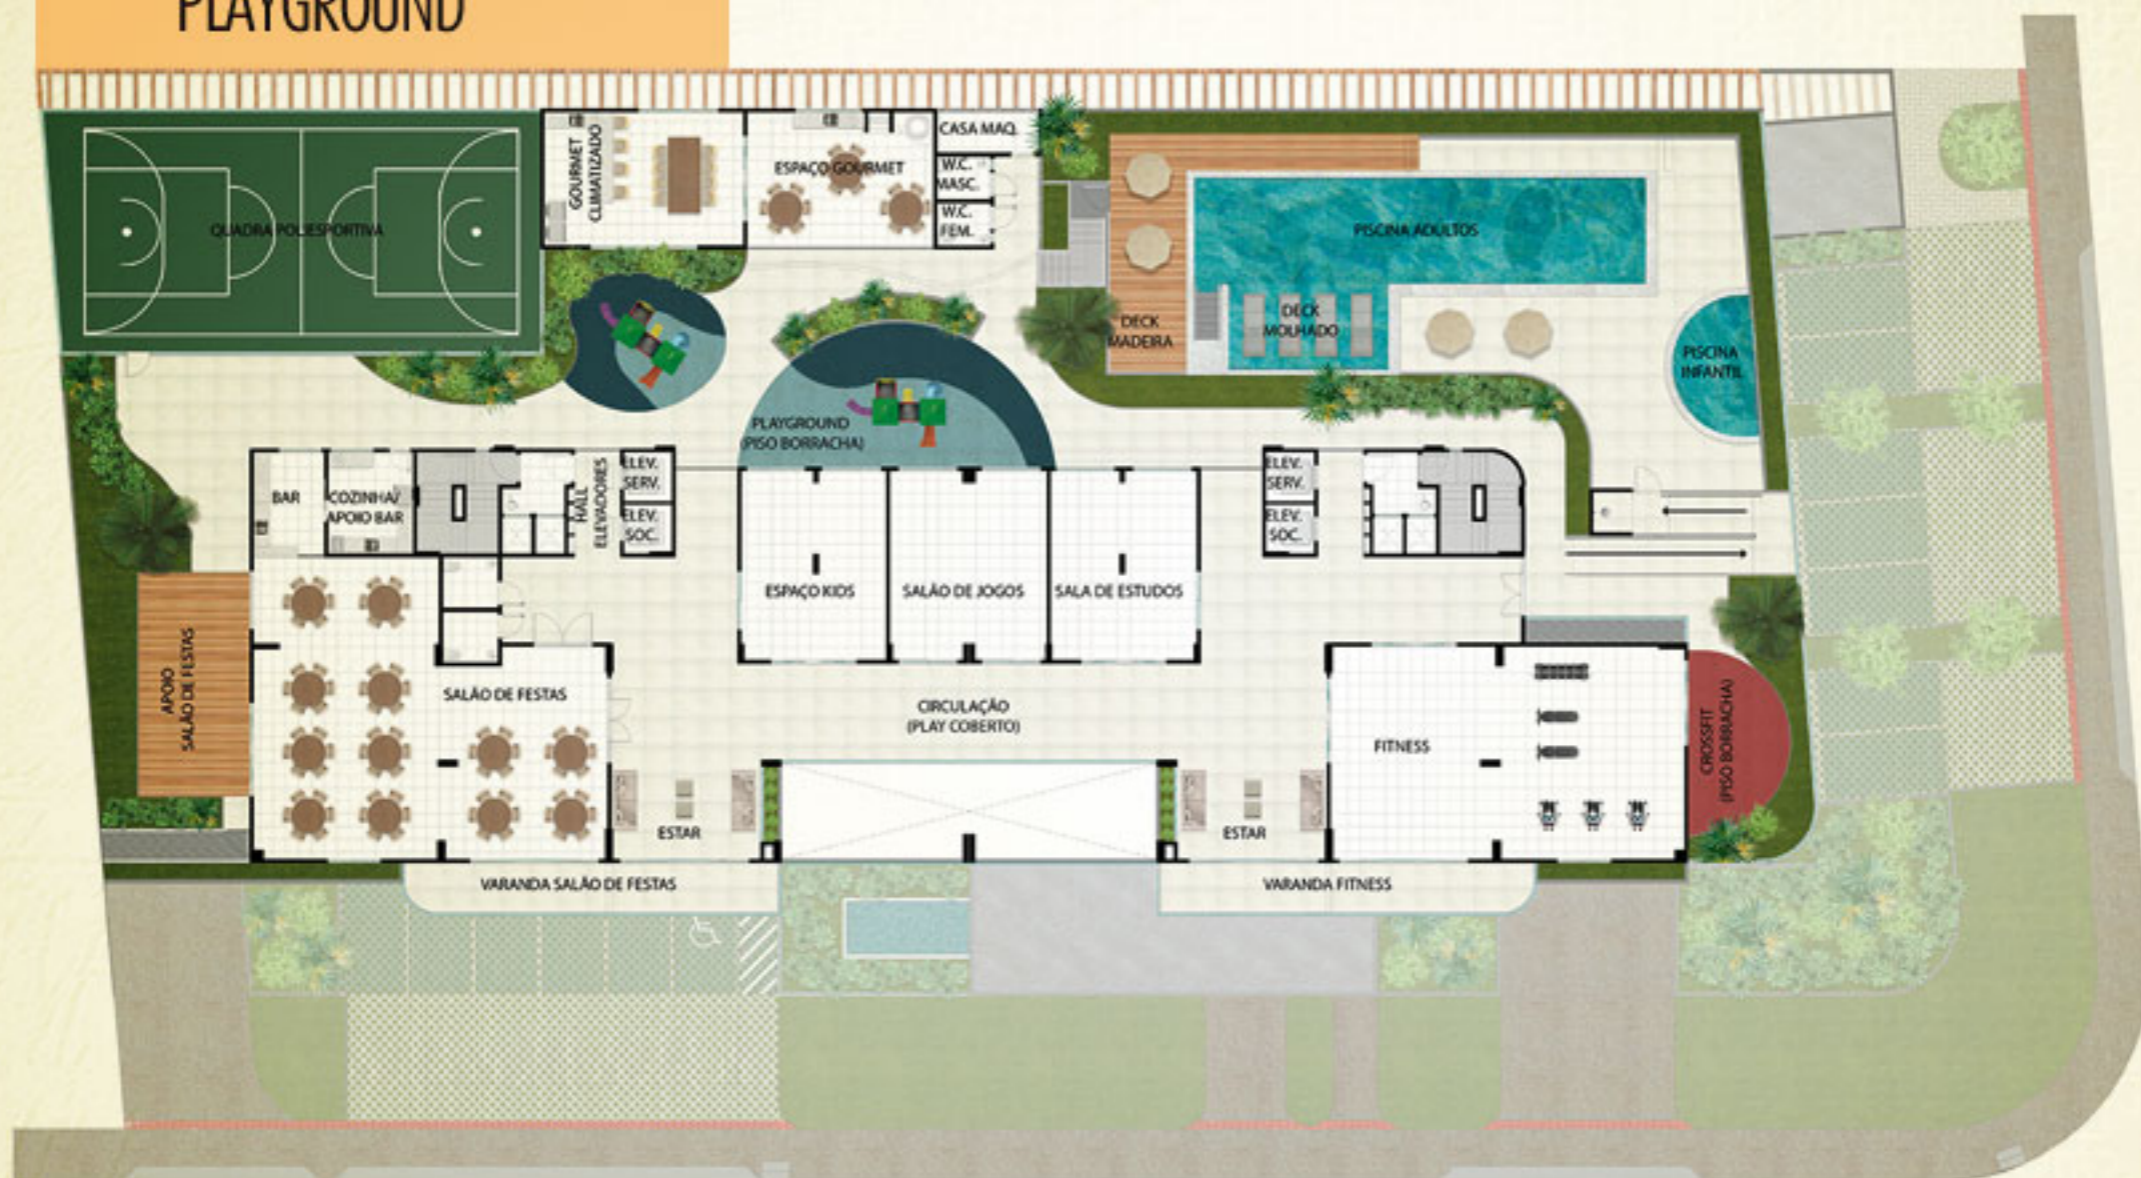 PLAYGROUND
QUADRA POLIESPORTIVA
GOURMET
CLIMATIZADO
ESPAÇO GOURMET
CASA MAQ.
W.C.
MASC.
W.C.
FEM.
PISCINA ADULTOS
DECK
MADEIRA
DECK
MOLHADO
PISCINA
INFANTIL
PLAYGROUND
(PISO BORRACHA)
BAR
COZINHA/
APOIO BAR
HALL
ELEVADORES
ELEV.
SERV.
ELEV.
SOC.
ELEV.
SERV.
ELEV.
SOC.
ESPAÇO KIDS
SALÃO DE JOGOS
SALA DE ESTUDOS
APOIO
SALÃO DE FESTAS
SALÃO DE FESTAS
CIRCULAÇÃO
(PLAY COBERTO)
FITNESS
CROSSFIT
(PISO BORRACHA)
ESTAR
ESTAR
VARANDA SALÃO DE FESTAS
VARANDA FITNESS